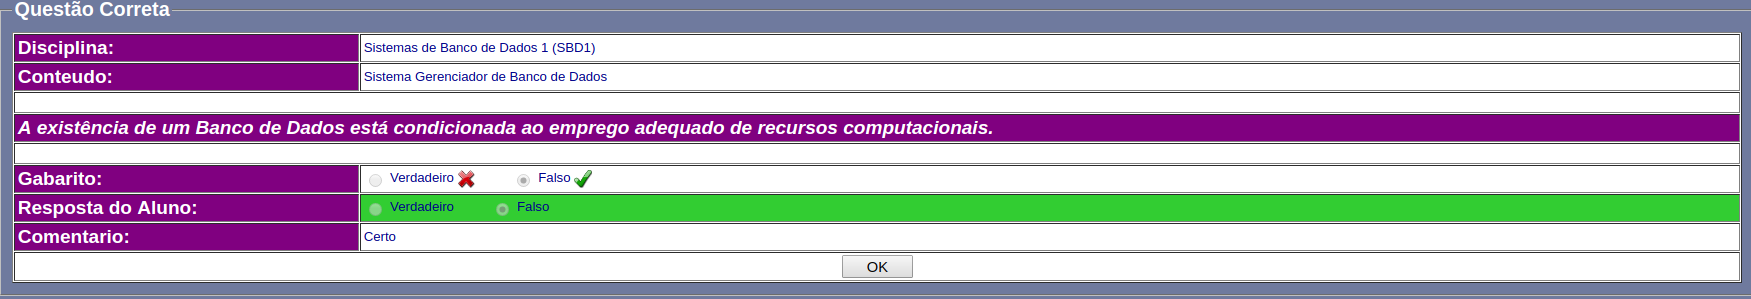 Questão Correta
Disciplina: Sistemas de Banco de Dados 1 (SBD1)
Conteudo: Sistema Gerenciador de Banco de Dados
A existência de um Banco de Dados está condicionada ao emprego adequado de recursos computacionais.
Gabarito: Verdadeiro Falso
Resposta do Aluno: Verdadeiro Falso
Comentario: Certo
OK